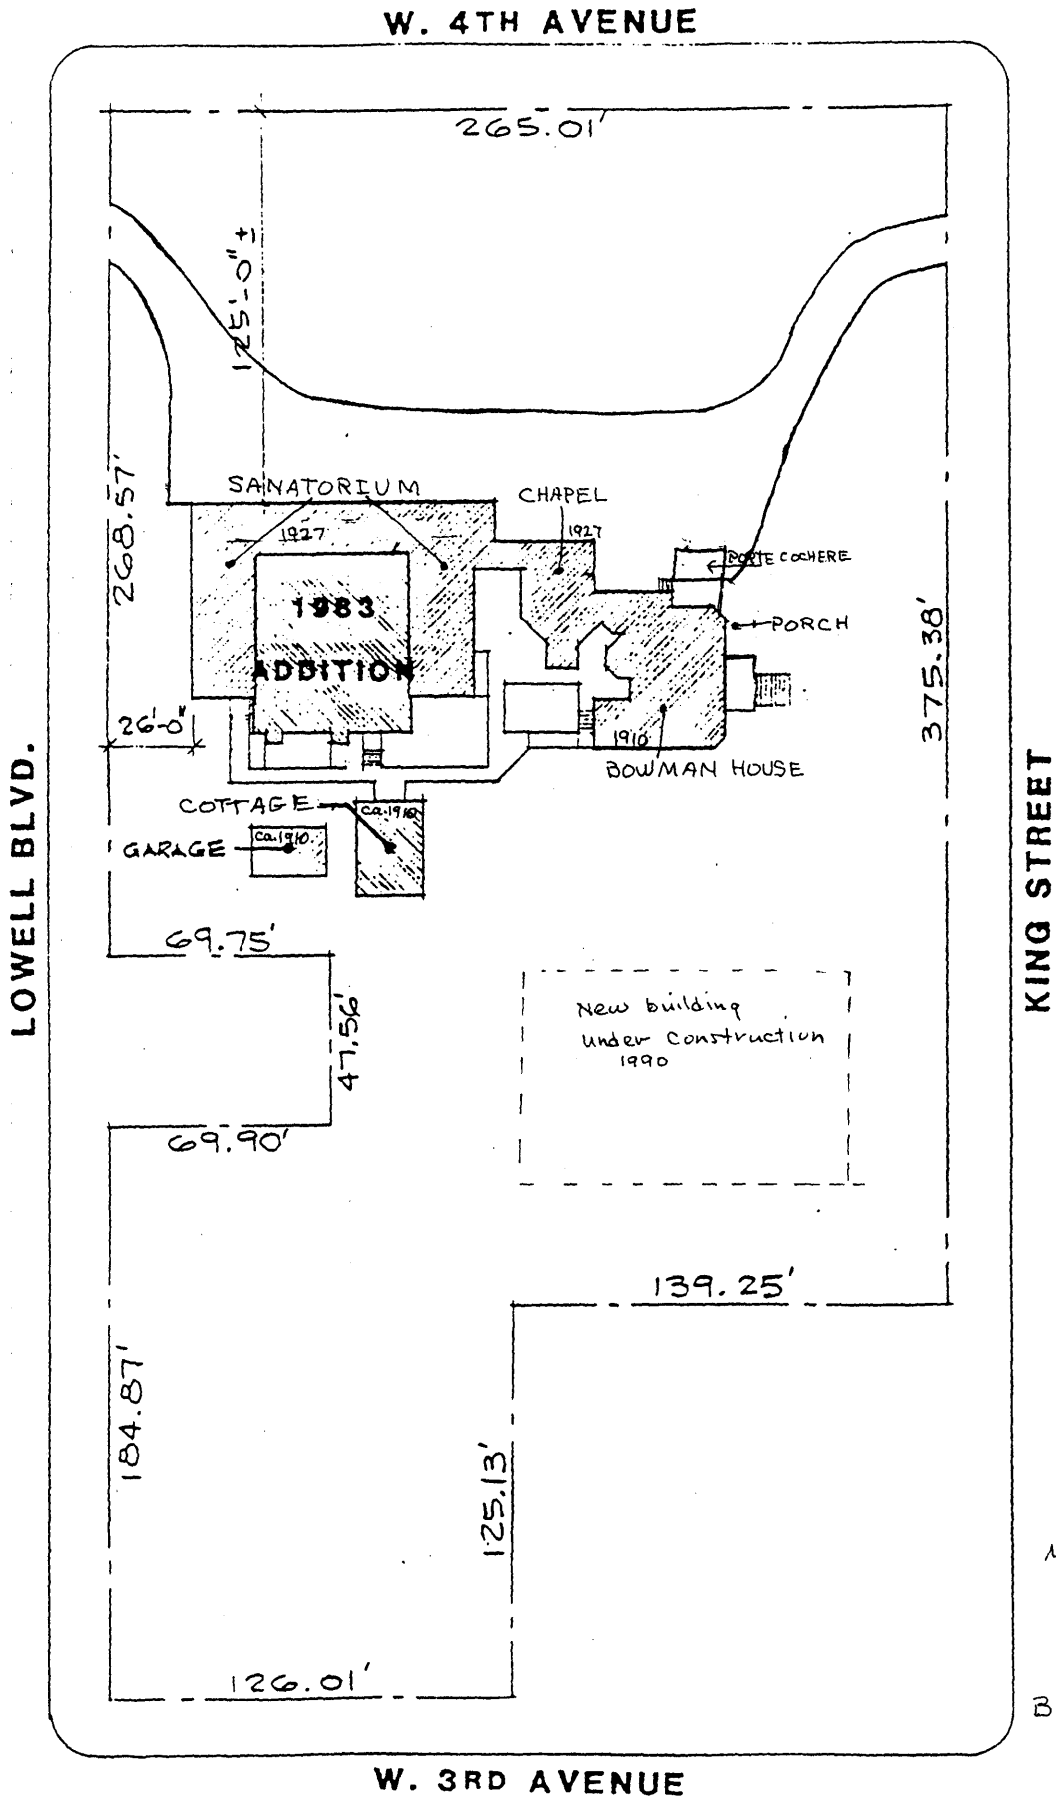 W. 4TH AVENUE
265.01'
125'-0" ±
268.57'
SANATORIUM
1927
CHAPEL
1927
PORTE COCHERE
1983
ADDITION
PORCH
375.38'
26'-0"
1910
BOWMAN HOUSE
COTTAGE
ca. 1910
GARAGE
ca. 1910
LOWELL BLVD.
KING STREET
69.75'
47.56'
New building
under Construction
1990
69.90'
139.25'
184.87'
125.13'
126.01'
B
W. 3RD AVENUE